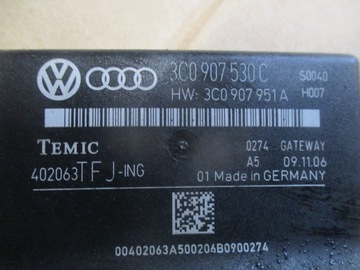 3C0 907 530 C S0040
HW: 3C0 907 951 A H007
TEMIC 0274 GATEWAY
402063TFJ-ING A5 09.11.06
01 Made in GERMANY
00402063A500206B0900274